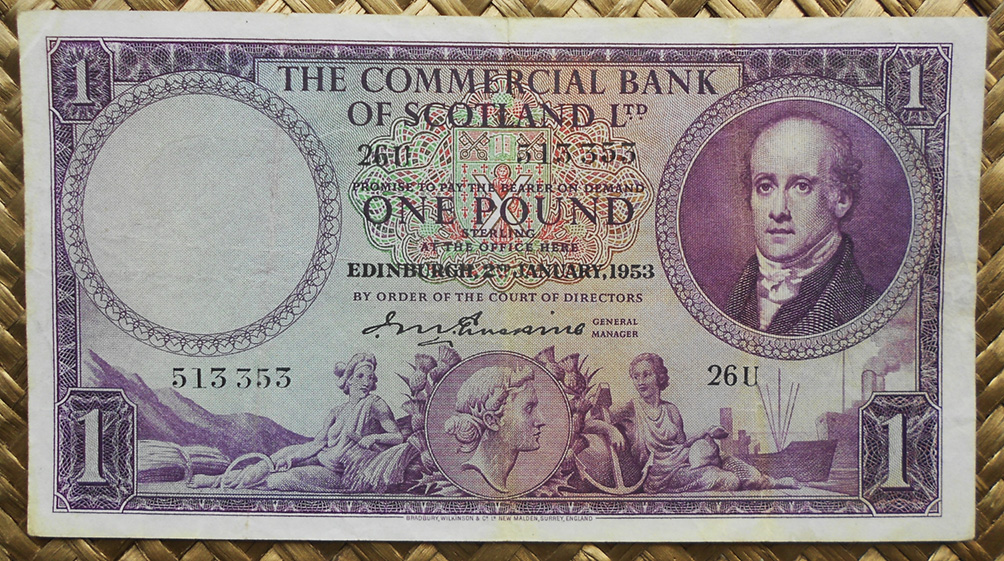 1 1
THE COMMERCIAL BANK
OF SCOTLAND LTD
26U 513353
PROMISE TO PAY THE BEARER ON DEMAND
ONE POUND
STERLING
AT THE OFFICE HERE
EDINBURGH, 2ND JANUARY, 1953
BY ORDER OF THE COURT OF DIRECTORS
GENERAL
MANAGER
513353 26U
1 1
BRADBURY, WILKINSON & Co. Ld. NEW MALDEN, SURREY, ENGLAND